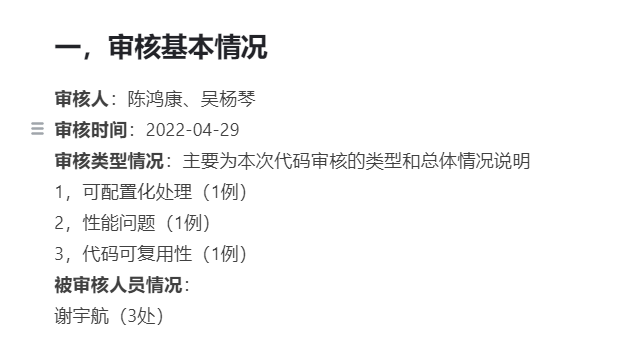 一，审核基本情况
审核人：陈鸿康、吴杨琴
审核时间：2022-04-29
审核类型情况：主要为本次代码审核的类型和总体情况说明
1，可配置化处理（1例）
2，性能问题（1例）
3，代码可复用性（1例）
被审核人员情况：
谢宇航（3处）